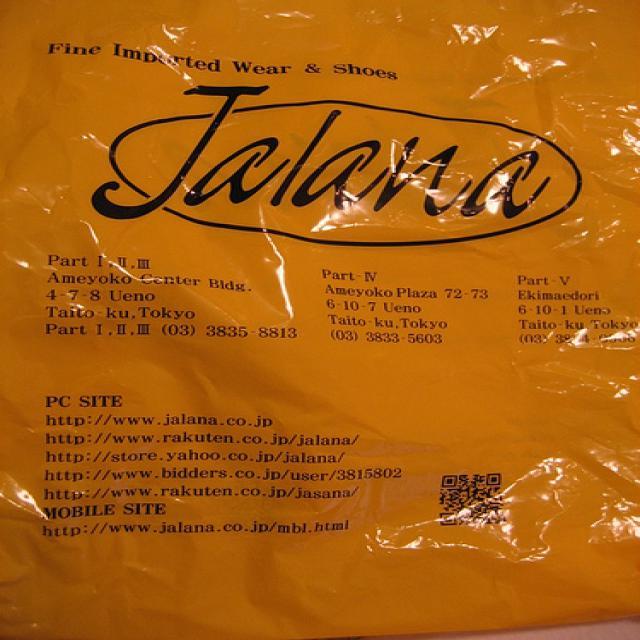 Fine Imported Wear & Shoes
Jalana
Part Ⅰ,Ⅱ,Ⅲ
Ameyoko Center Bldg.
4-7-8 Ueno
Taito-ku,Tokyo
Part Ⅰ,Ⅱ,Ⅲ (03) 3835-8813
Part-Ⅳ
Ameyoko Plaza 72-73
6-10-7 Ueno
Taito-ku,Tokyo
(03) 3833-5603
Part-Ⅴ
Ekimaedori
6-10-1 Ueno
Taito-ku, Tokyo
(03)
PC SITE
http://www.jalana.co.jp
http://www.rakuten.co.jp/jalana/
http://store.yahoo.co.jp/jalana/
http://www.bidders.co.jp/user/3815802
http://www.rakuten.co.jp/jasana/
MOBILE SITE
http://www.jalana.co.jp/mbl.html